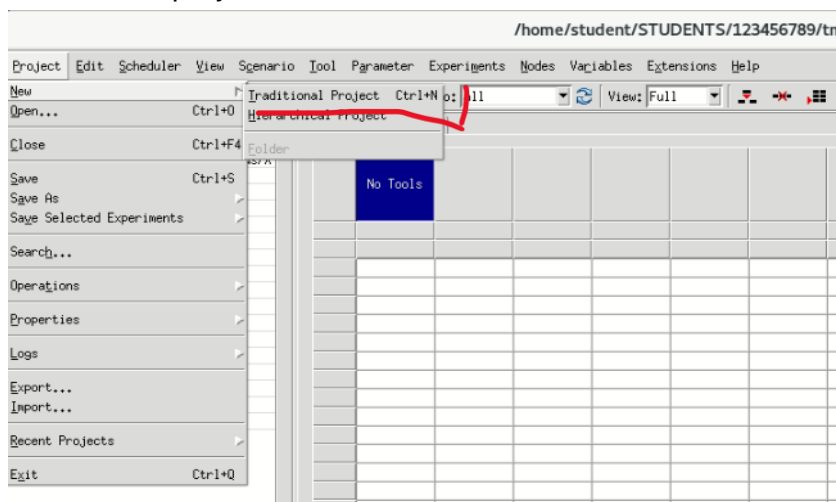 /home/student/STUDENTS/123456789/tm
Project Edit Scheduler View Scenario Tool Parameter Experiments Nodes Variables Extensions Help
New
Traditional Project Ctrl+N
View: Full
Open... Ctrl+O
Hierarchical Project
Close Ctrl+F4
Folder
Save Ctrl+S
No Tools
Save As
Save Selected Experiments
Search...
Operations
Properties
Logs
Export...
Import...
Recent Projects
Exit Ctrl+Q